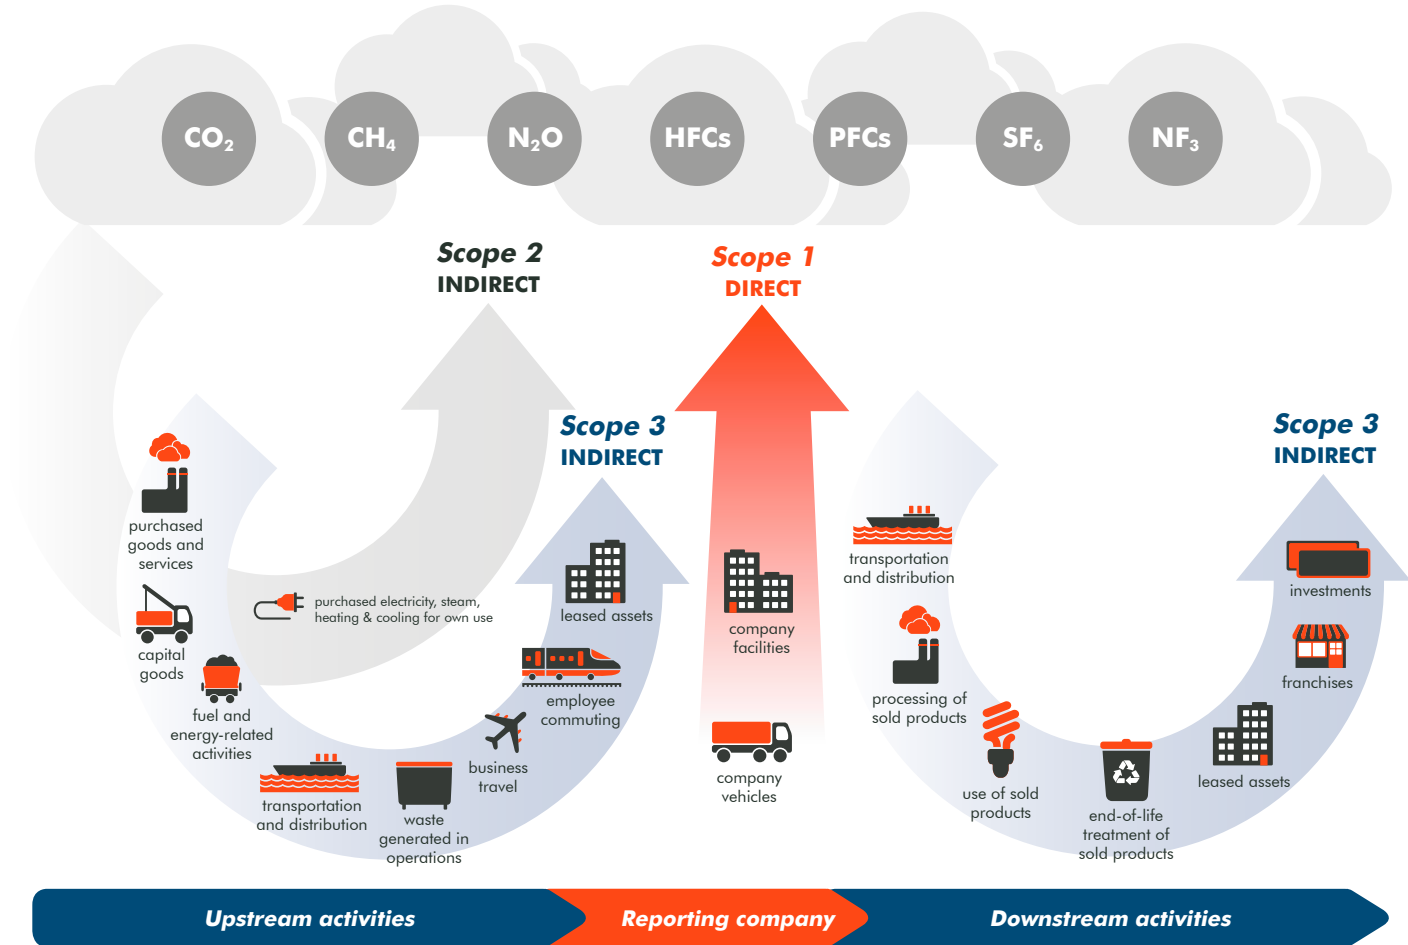 CO₂
CH₄
N₂O
HFCs
PFCs
SF₆
NF₃
Scope 2
INDIRECT
Scope 1
DIRECT
Scope 3
INDIRECT
Scope 3
INDIRECT
purchased
goods and
services
capital
goods
fuel and
energy-related
activities
transportation
and distribution
waste
generated in
operations
business
travel
employee
commuting
leased assets
purchased electricity, steam,
heating & cooling for own use
company
facilities
company
vehicles
transportation
and distribution
processing of
sold products
use of sold
products
end-of-life
treatment of
sold products
leased assets
franchises
investments
Upstream activities
Reporting company
Downstream activities